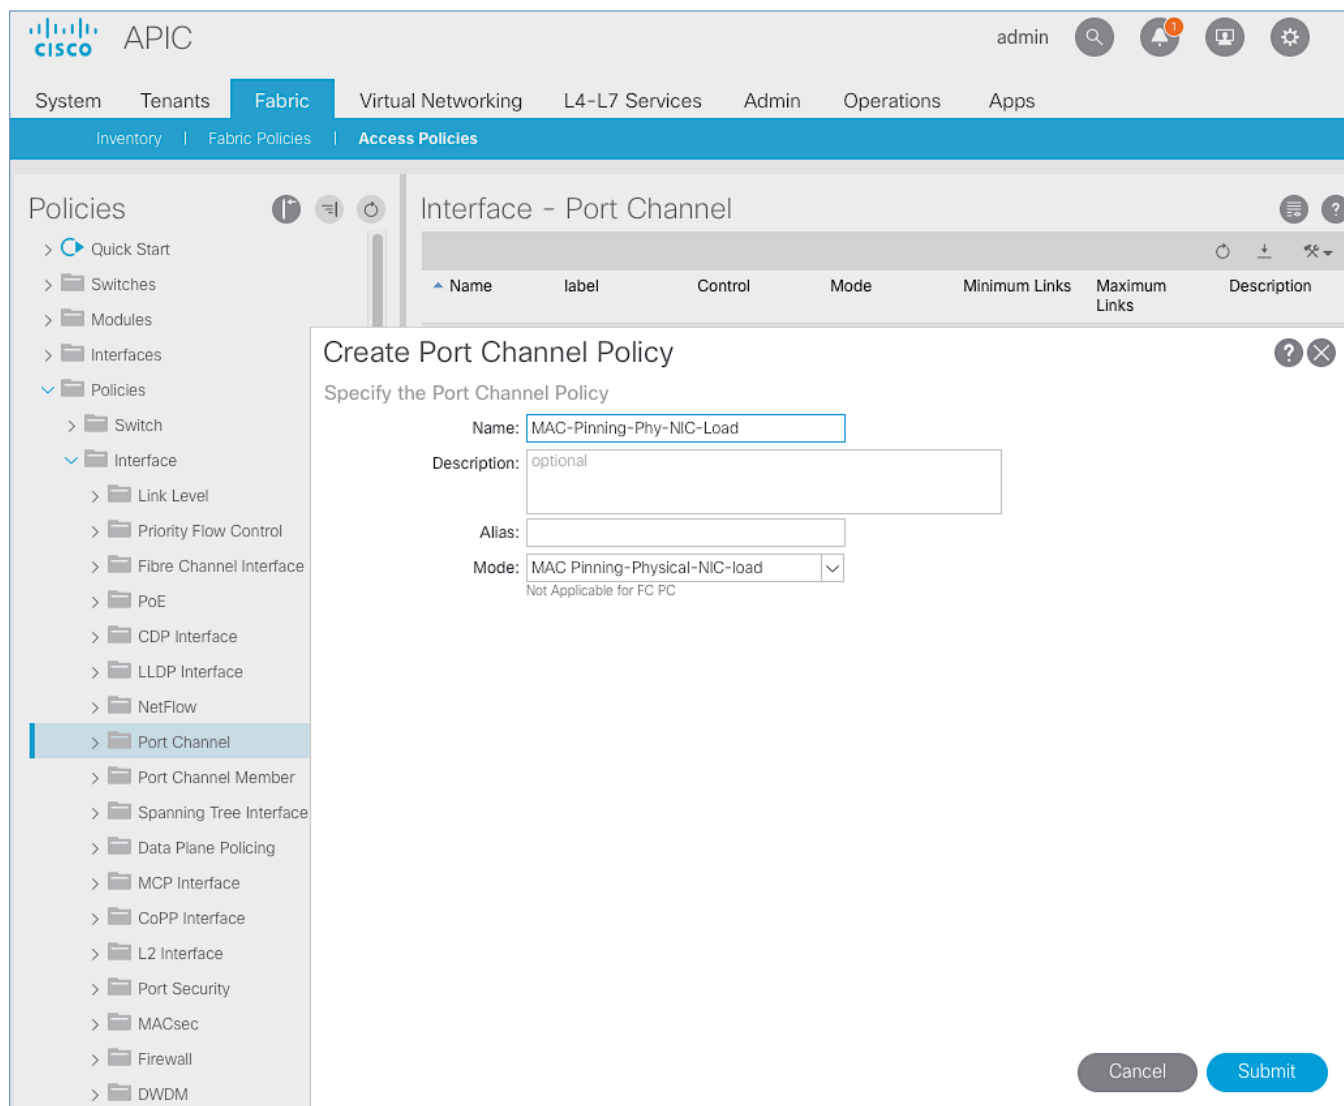 cisco APIC admin 1
System Tenants Fabric Virtual Networking L4-L7 Services Admin Operations Apps
Inventory | Fabric Policies | Access Policies
Policies
Quick Start
Switches
Modules
Interfaces
Policies
Switch
Interface
Link Level
Priority Flow Control
Fibre Channel Interface
PoE
CDP Interface
LLDP Interface
NetFlow
Port Channel
Port Channel Member
Spanning Tree Interface
Data Plane Policing
MCP Interface
CoPP Interface
L2 Interface
Port Security
MACsec
Firewall
DWDM
Interface - Port Channel
?
Name label Control Mode Minimum Links Maximum Links Description
Create Port Channel Policy
?
Specify the Port Channel Policy
Name: MAC-Pinning-Phy-NIC-Load
Description: optional
Alias:
Mode: MAC Pinning-Physical-NIC-load
Not Applicable for FC PC
Cancel Submit